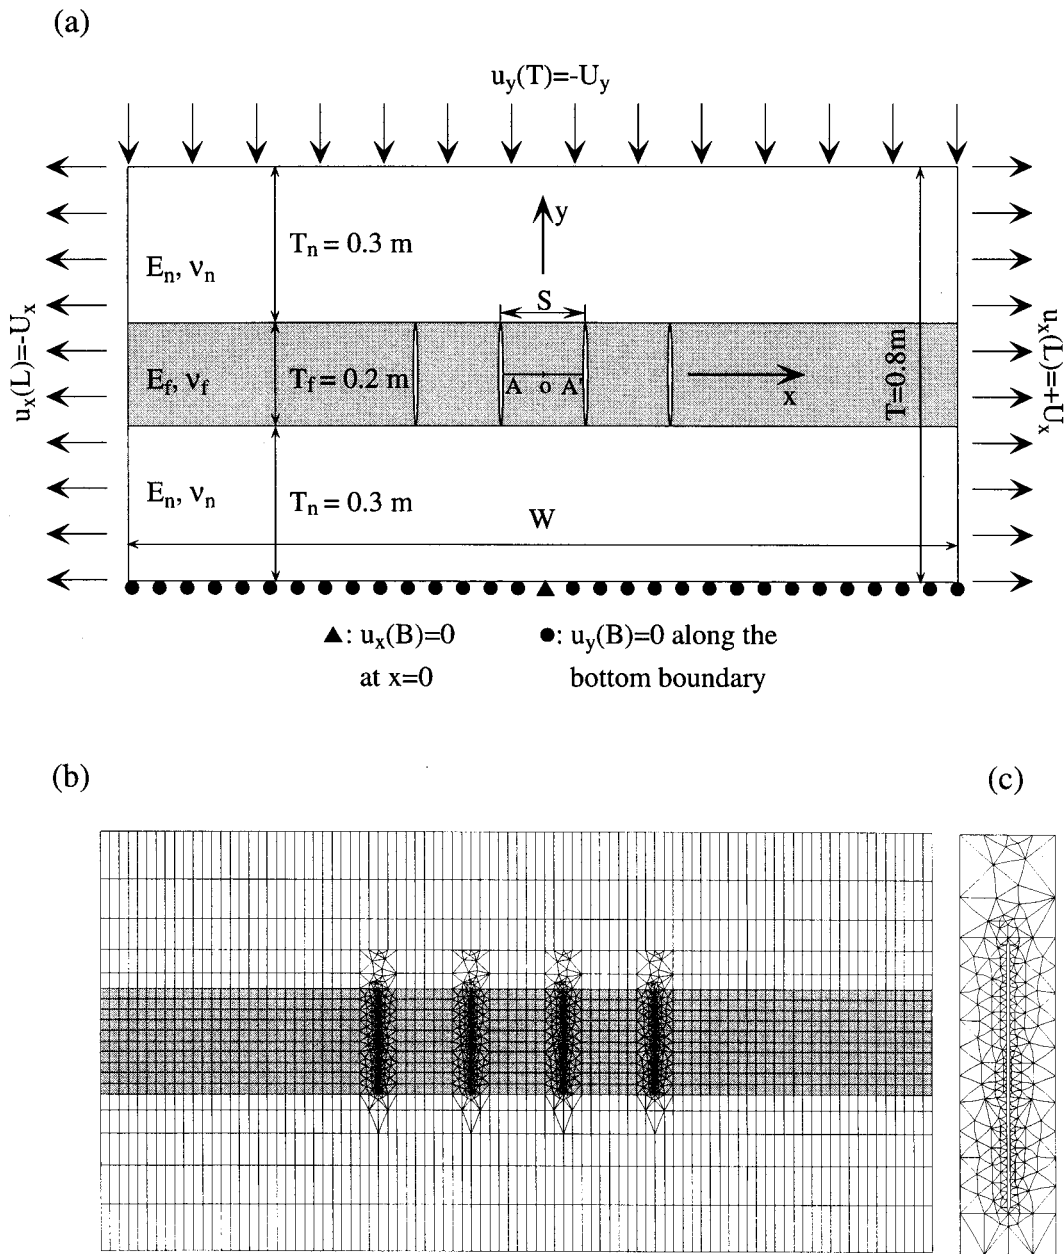 (a)
u_y(T)=-U_y
y
T_n = 0.3 m
E_n, ν_n
S
u_x(L)=-U_x
E_f, ν_f
T_f = 0.2 m
A o A'
x
T=0.8m
u_x(L)=+U_x
E_n, ν_n
T_n = 0.3 m
W
▲: u_x(B)=0
at x=0
●: u_y(B)=0 along the
bottom boundary
(b)
(c)